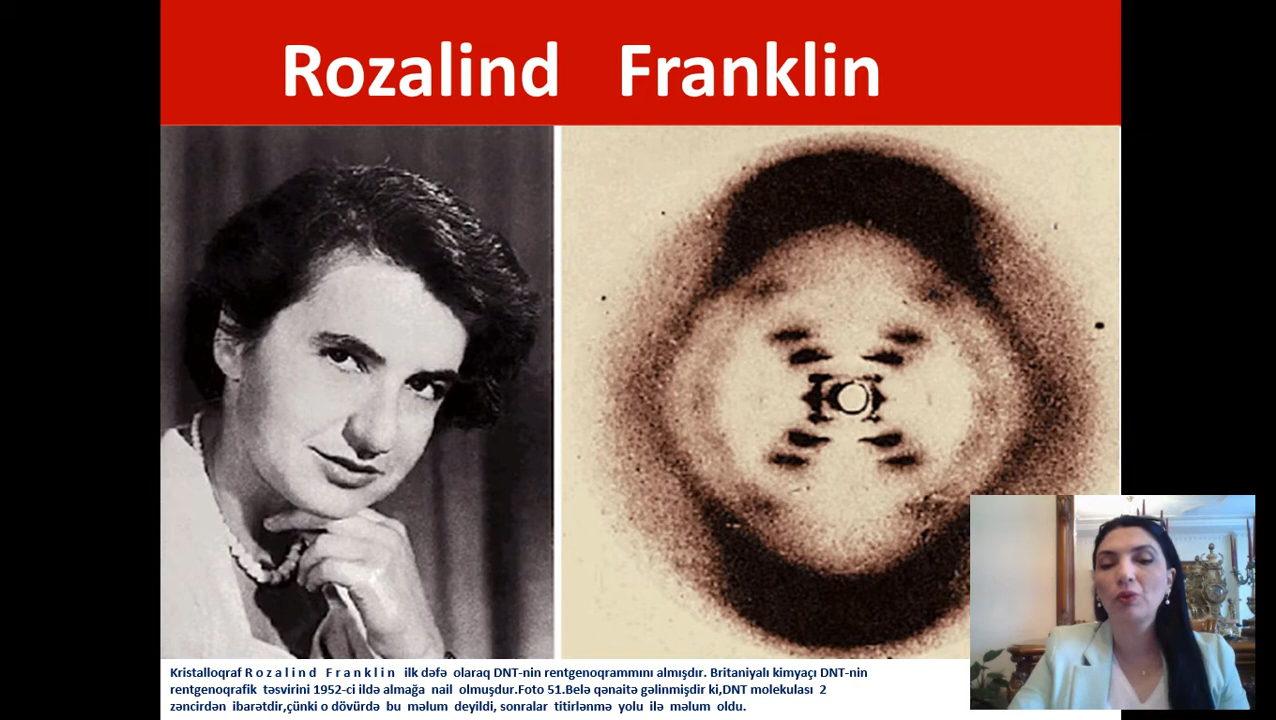 Rozalind Franklin
Kristalloqraf R o z a l i n d F r a n k l i n ilk dəfə olaraq DNT-nin rentgenoqrammını almışdır. Britaniyalı kimyaçı DNT-nin
rentgenoqrafik təsvirini 1952-ci ildə almağa nail olmuşdur.Foto 51.Belə qənaitə gəlinmişdir ki,DNT molekulası 2
zəncirdən ibarətdir,çünki o dövürdə bu məlum deyildi, sonralar titirlənmə yolu ilə məlum oldu.